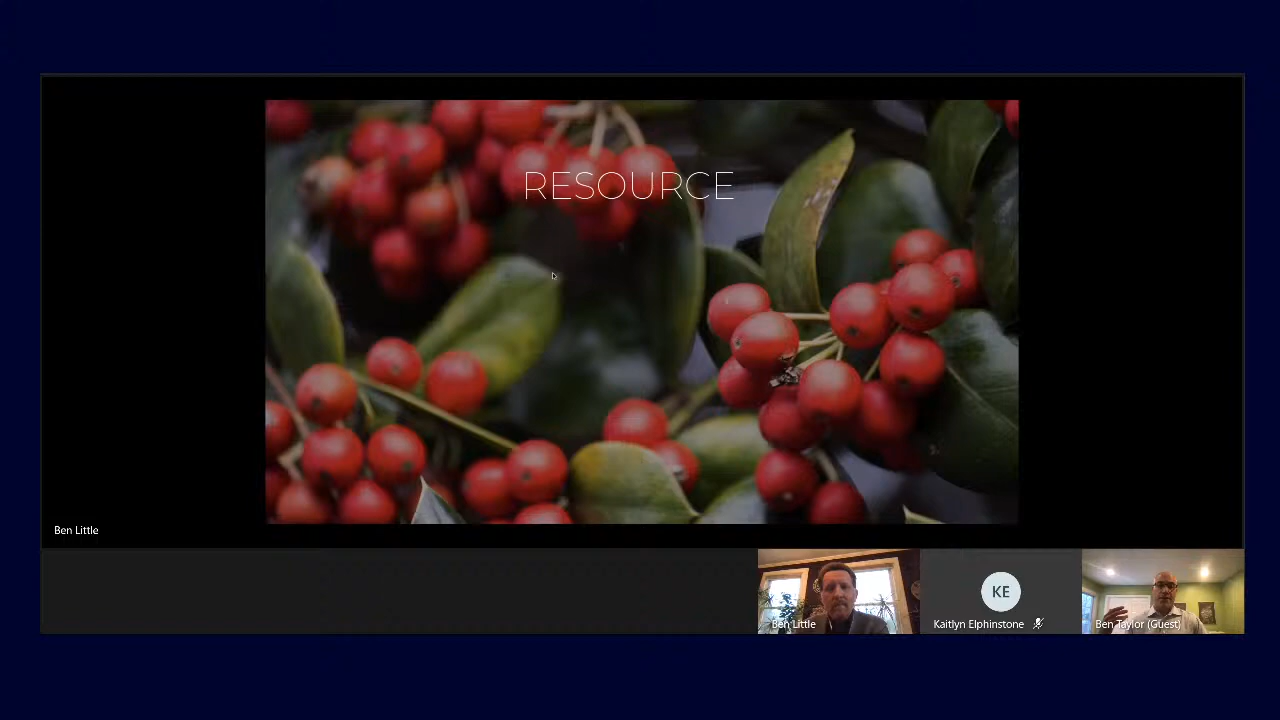 RESOURCE
Ben Little
Ben Little
KE
Kaitlyn Elphinstone
Ben Taylor (Guest)